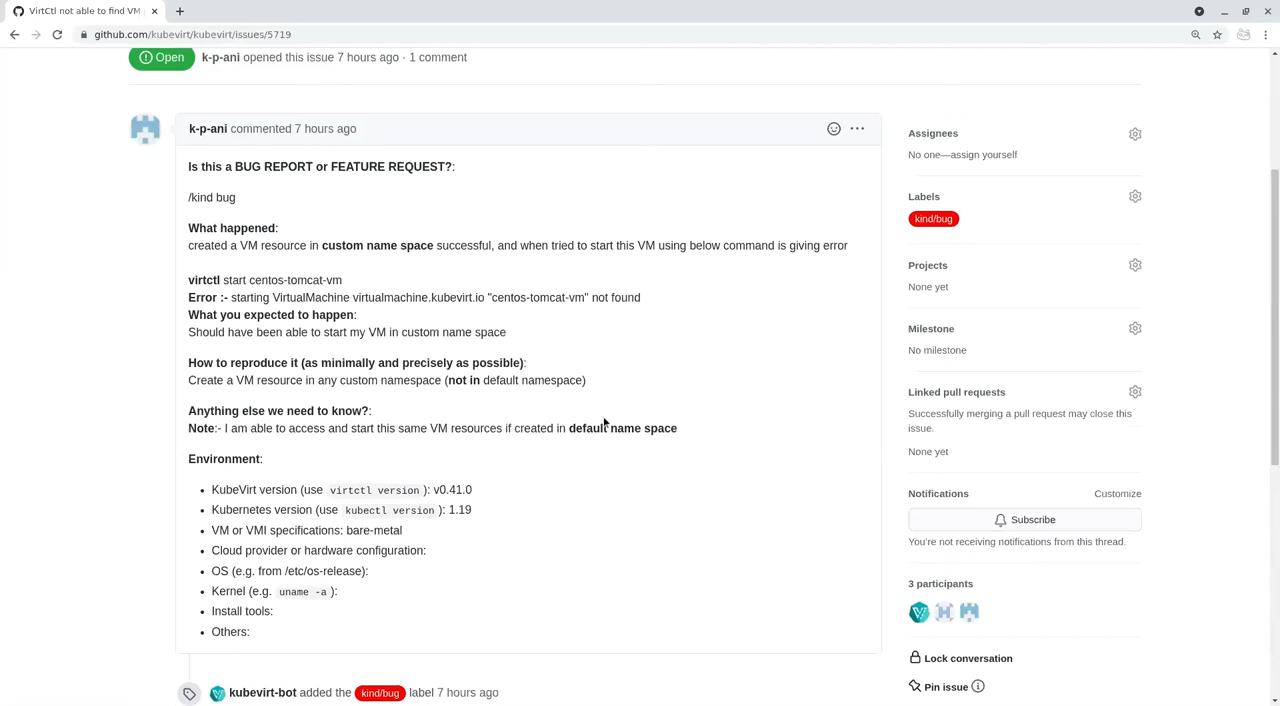 VirtCtl not able to find VM
github.com/kubevirt/kubevirt/issues/5719
Open k-p-ani opened this issue 7 hours ago · 1 comment
k-p-ani commented 7 hours ago
Is this a BUG REPORT or FEATURE REQUEST?:
/kind bug
What happened:
created a VM resource in custom name space successful, and when tried to start this VM using below command is giving error
virtctl start centos-tomcat-vm
Error :- starting VirtualMachine virtualmachine.kubevirt.io "centos-tomcat-vm" not found
What you expected to happen:
Should have been able to start my VM in custom name space
How to reproduce it (as minimally and precisely as possible):
Create a VM resource in any custom namespace (not in default namespace)
Anything else we need to know?:
Note:- I am able to access and start this same VM resources if created in default name space
Environment:
• KubeVirt version (use virtctl version ): v0.41.0
• Kubernetes version (use kubectl version ): 1.19
• VM or VMI specifications: bare-metal
• Cloud provider or hardware configuration:
• OS (e.g. from /etc/os-release):
• Kernel (e.g. uname -a ):
• Install tools:
• Others:
kubevirt-bot added the kind/bug label 7 hours ago
Assignees
No one—assign yourself
Labels
kind/bug
Projects
None yet
Milestone
No milestone
Linked pull requests
Successfully merging a pull request may close this
issue.
None yet
Notifications Customize
Subscribe
You're not receiving notifications from this thread.
3 participants
Lock conversation
Pin issue